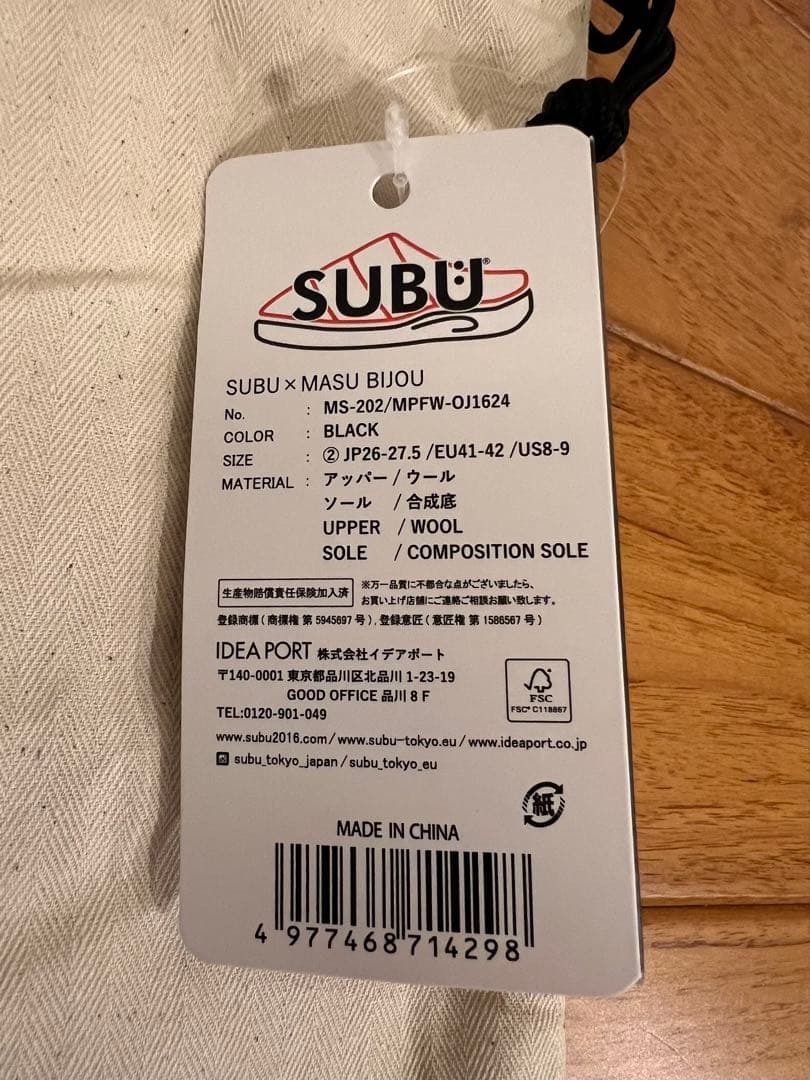 SUBU®
SUBU×MASU BIJOU
No. : MS-202/MPFW-OJ1624
COLOR : BLACK
SIZE : ② JP26-27.5 /EU41-42 /US8-9
MATERIAL : アッパー / ウール
ソール / 合成底
UPPER / WOOL
SOLE / COMPOSITION SOLE
生産物賠償責任保険加入済
※万一品質に不都合な点がございましたら、
お買い上げ店舗にご連絡ご相談お願い致します。
登録商標 ( 商標権 第 5945697 号 ) , 登録意匠 ( 意匠権 第 1586567 号 )
IDEA PORT 株式会社イデアポート
〒140-0001 東京都品川区北品川 1-23-19
GOOD OFFICE 品川 8 F
TEL:0120-901-049
FSC
FSC® C118867
www.subu2016.com / www.subu-tokyo.eu / www.ideaport.co.jp
subu_tokyo_japan / subu_tokyo_eu
紙
MADE IN CHINA
4 977468 714298